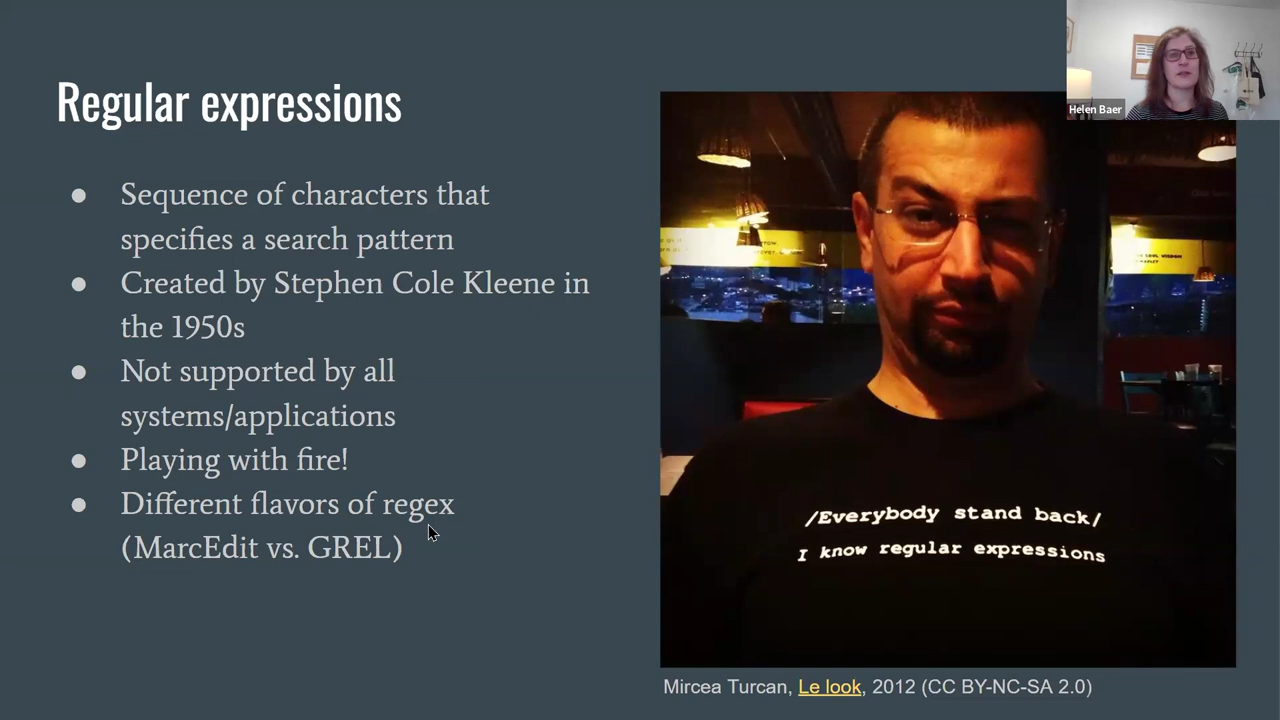 Regular expressions
Helen Baer
● Sequence of characters that
specifies a search pattern
● Created by Stephen Cole Kleene in
the 1950s
● Not supported by all
systems/applications
● Playing with fire!
● Different flavors of regex
(MarcEdit vs. GREL)
/Everybody stand back/
I know regular expressions
Mircea Turcan, Le look, 2012 (CC BY-NC-SA 2.0)